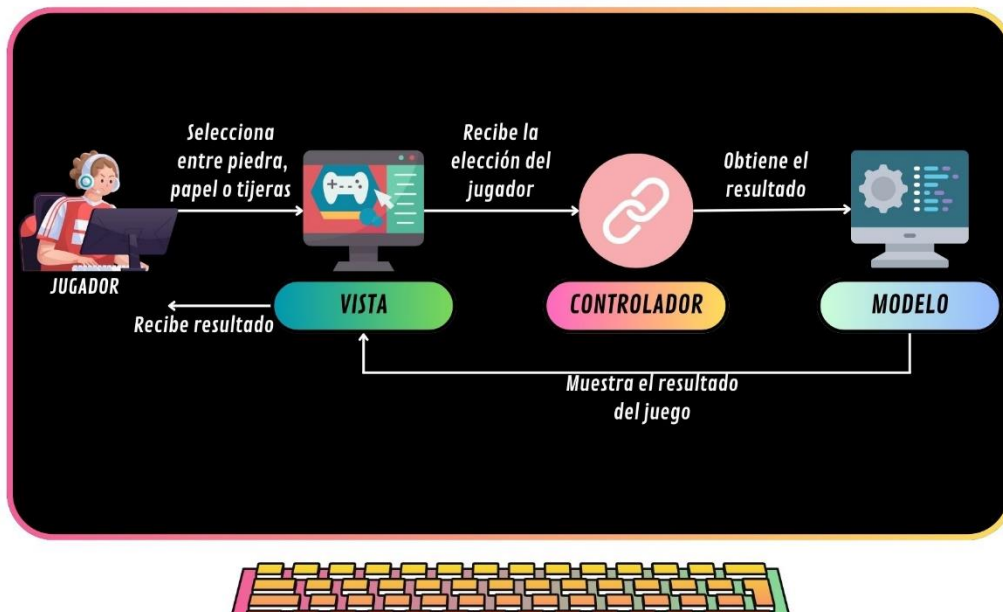 Selecciona
entre piedra,
papel o tijeras
Recibe la
elección del
jugador
Obtiene el
resultado
JUGADOR
VISTA
CONTROLADOR
MODELO
Recibe resultado
Muestra el resultado
del juego